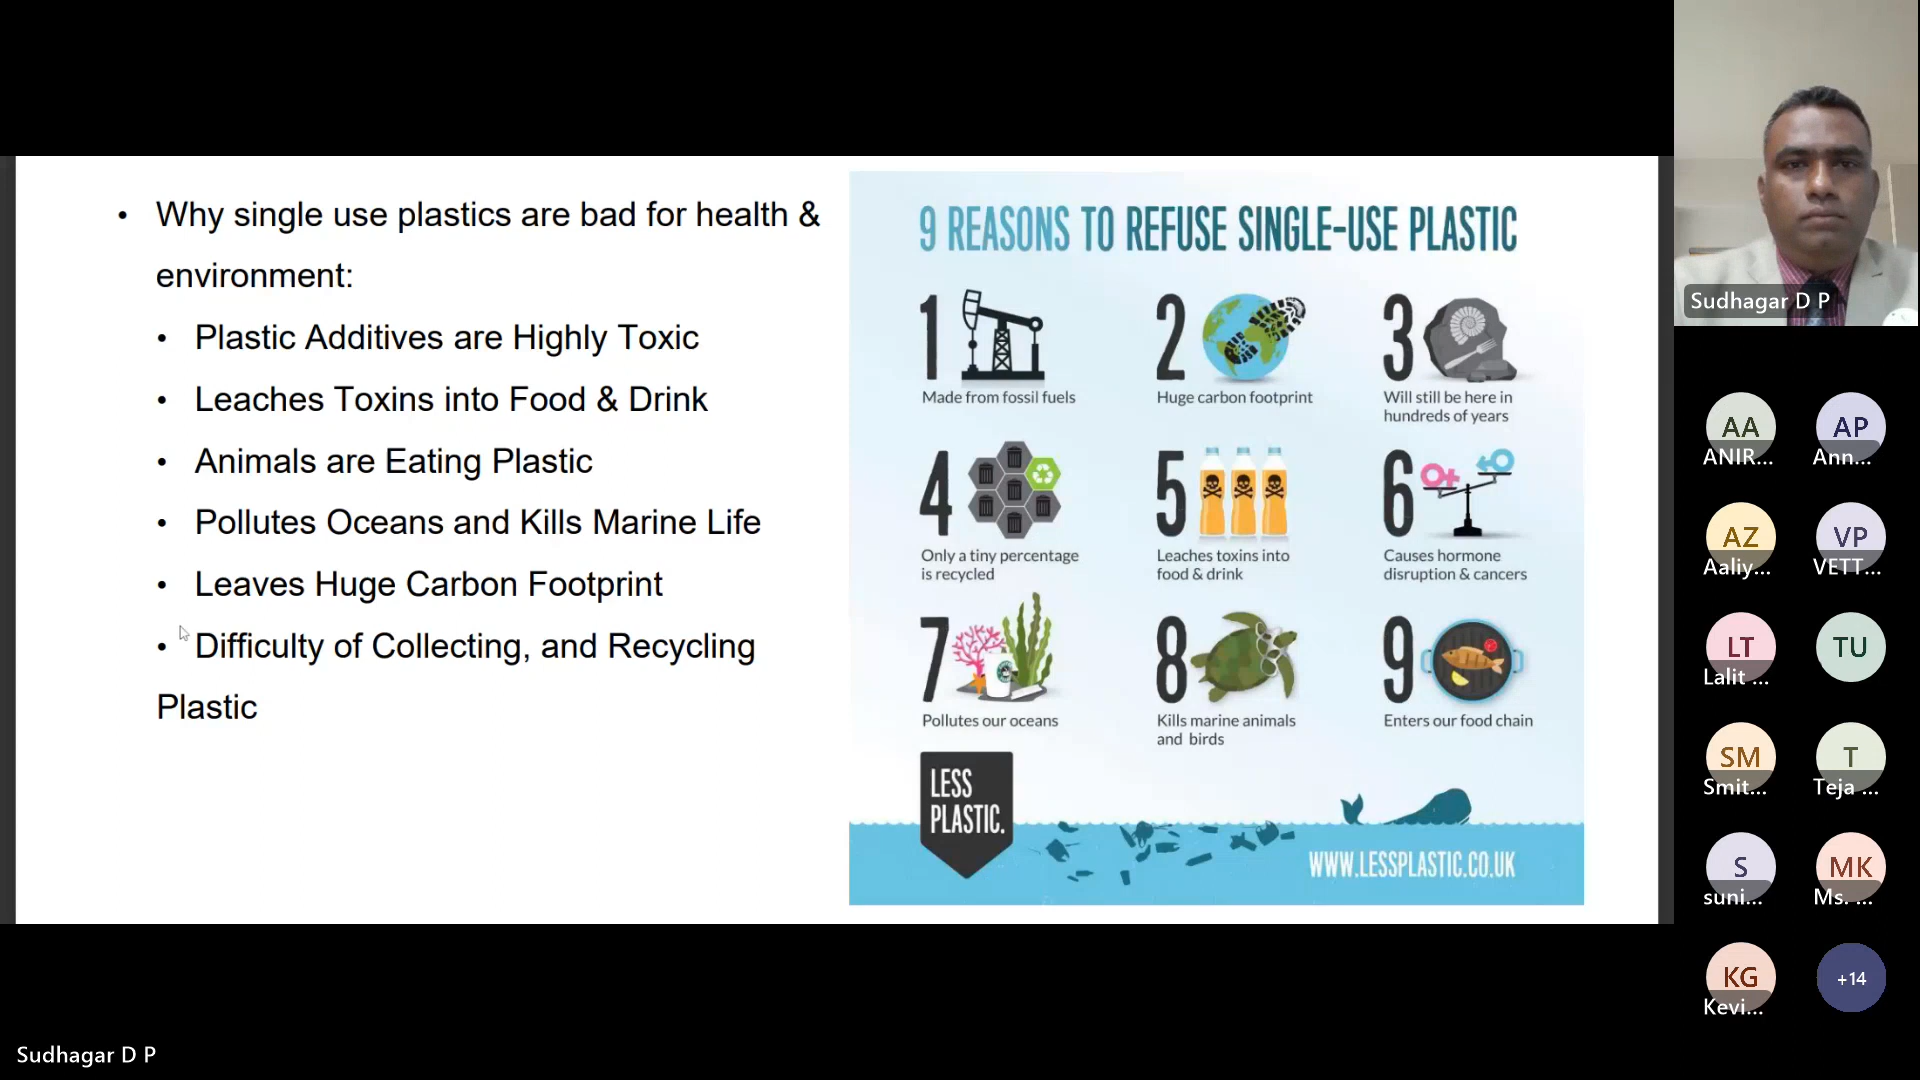 • Why single use plastics are bad for health &
environment:
• Plastic Additives are Highly Toxic
• Leaches Toxins into Food & Drink
• Animals are Eating Plastic
• Pollutes Oceans and Kills Marine Life
• Leaves Huge Carbon Footprint
• Difficulty of Collecting, and Recycling
Plastic
9 REASONS TO REFUSE SINGLE-USE PLASTIC
1
Made from fossil fuels
2
Huge carbon footprint
3
Will still be here in
hundreds of years
4
Only a tiny percentage
is recycled
5
Leaches toxins into
food & drink
6
Causes hormone
disruption & cancers
7
Pollutes our oceans
8
Kills marine animals
and birds
9
Enters our food chain
LESS
PLASTIC.
WWW.LESSPLASTIC.CO.UK
Sudhagar D P
AA
ANIR...
AP
Ann...
AZ
Aaliy...
VP
VETT...
LT
Lalit ...
TU
SM
Smit...
T
Teja ...
S
suni...
MK
Ms. ...
KG
Kevi...
+14
Sudhagar D P